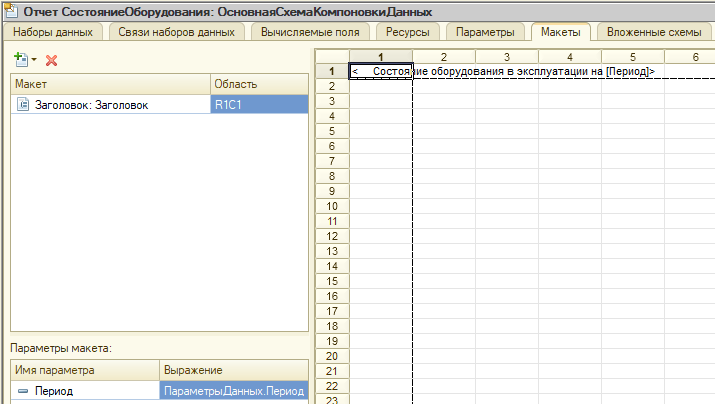 Отчет СостояниеОборудования: ОсновнаяСхемаКомпоновкиДанных
Наборы данных Связи наборов данных Вычисляемые поля Ресурсы Параметры Макеты Вложенные схемы
Макет Область
Заголовок: Заголовок R1C1
Параметры макета:
Имя параметра Выражение
Период ПараметрыДанных.Период
1 2 3 4 5 6
1 < Состояние оборудования в эксплуатации на [Период]>
2
3
4
5
6
7
8
9
10
11
12
13
14
15
16
17
18
19
20
21
22
23